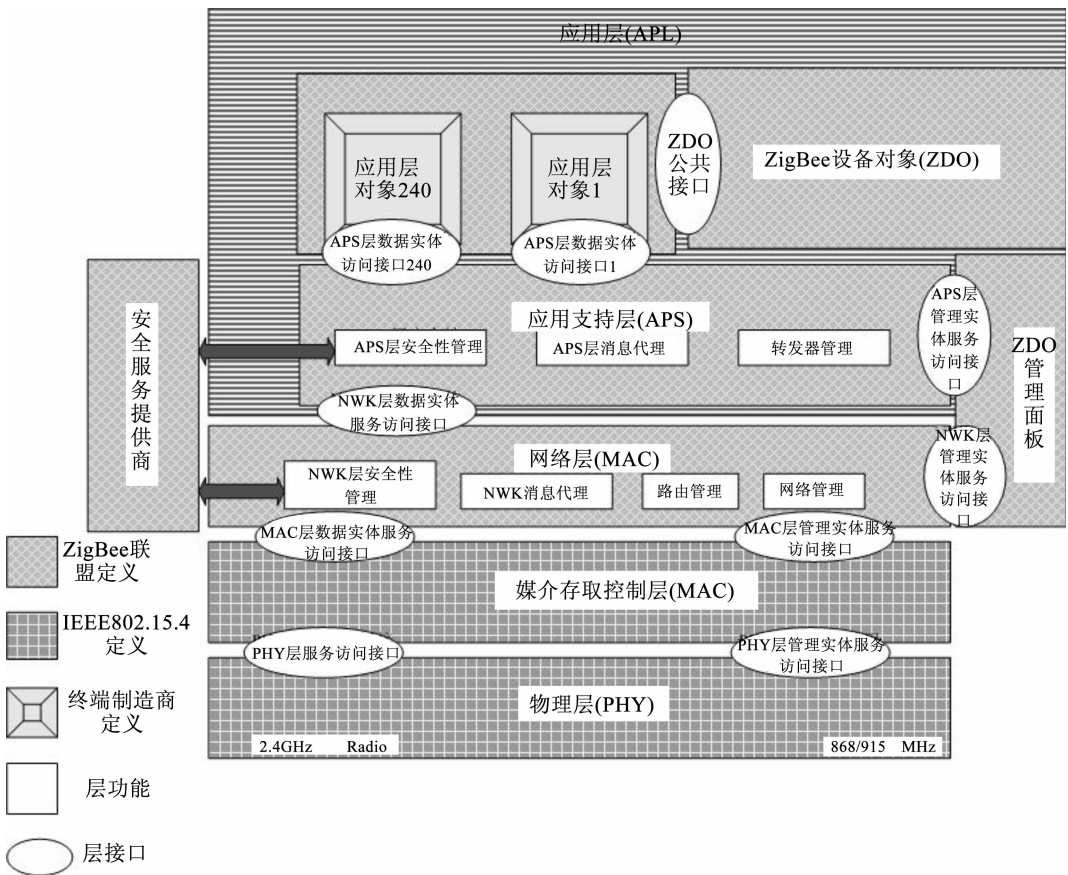 应用层(APL)
应用层
对象240
应用层
对象1
ZDO
公共
接口
ZigBee设备对象(ZDO)
APS层数据实体
访问接口240
APS层数据实体
访问接口1
安
全
服
务
提
供
商
应用支持层(APS)
APS层安全性管理
APS层消息代理
转发器管理
APS层
管理实
体服务
访问接
口
ZDO
管
理
面
板
NWK层数据实体
服务访问接口
网络层(MAC)
NWK层安全性
管理
NWK消息代理
路由管理
网络管理
NWK层
管理实
体服务
访问接
口
MAC层数据实体服务
访问接口
MAC层管理实体服务
访问接口
媒介存取控制层(MAC)
PHY层服务访问接口
PHY层管理实体服务
访问接口
物理层(PHY)
2.4GHz Radio
868/915 MHz
ZigBee联
盟定义
IEEE802.15.4
定义
终端制造商
定义
层功能
层接口